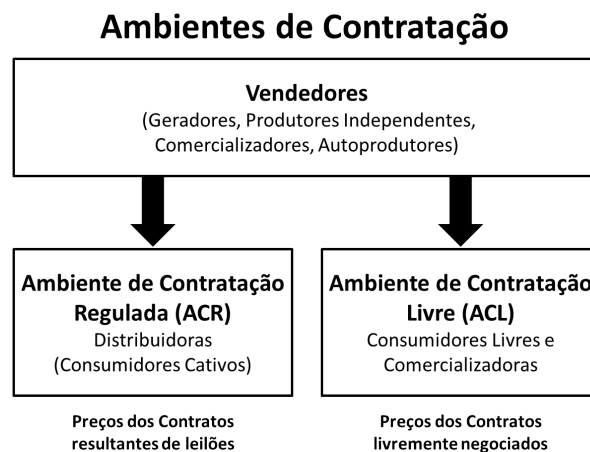 Ambientes de Contratação
Vendedores
(Geradores, Produtores Independentes,
Comercializadores, Autoprodutores)
Ambiente de Contratação
Regulada (ACR)
Distribuidoras
(Consumidores Cativos)
Ambiente de Contratação
Livre (ACL)
Consumidores Livres e
Comercializadoras
Preços dos Contratos
resultantes de leilões
Preços dos Contratos
livremente negociados